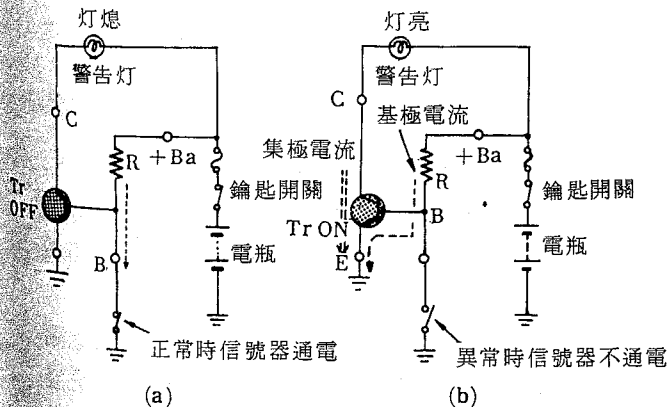 灯熄
警告灯
C
+Ba
R
Tr
OFF
鑰匙開關
電瓶
B
正常時信號器通電
(a)
灯亮
警告灯
C
基極電流
集極電流
+Ba
R
鑰匙開關
B
Tr ON
E
電瓶
異常時信號器不通電
(b)